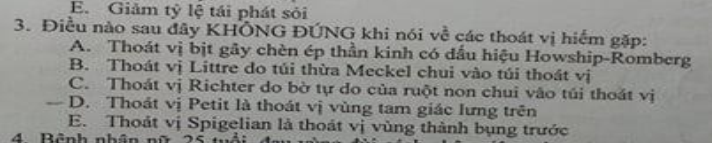 E. Giảm tỷ lệ tái phát sỏi
3. Điều nào sau đây KHÔNG ĐÚNG khi nói về các thoát vị hiếm gặp:
A. Thoát vị bịt gây chèn ép thần kinh có dấu hiệu Howship-Romberg
B. Thoát vị Littre do túi thừa Meckel chui vào túi thoát vị
C. Thoát vị Richter do bờ tự do của ruột non chui vào túi thoát vị
D. Thoát vị Petit là thoát vị vùng tam giác lưng trên
E. Thoát vị Spigelian là thoát vị vùng thành bụng trước
4. Bệnh nhân nữ, 25 tuổi, đau vùng